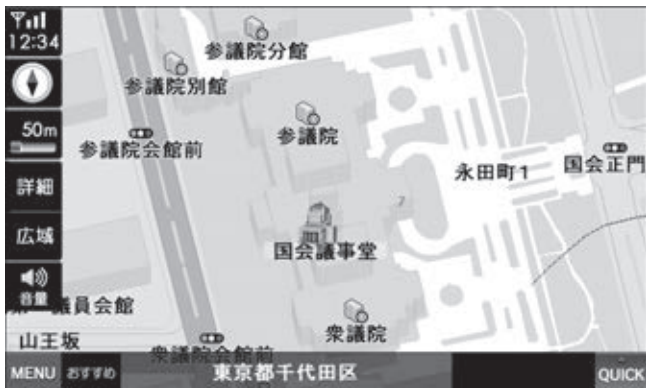 12:34
参議院分館
参議院別館
50m
参議院会館前
参議院
永田町1
国会正門
詳細
7
広域
国会議事堂
音量
議員会館
衆議院
山王坂
衆議院会館前
MENU
おすすめ
東京都千代田区
QUICK